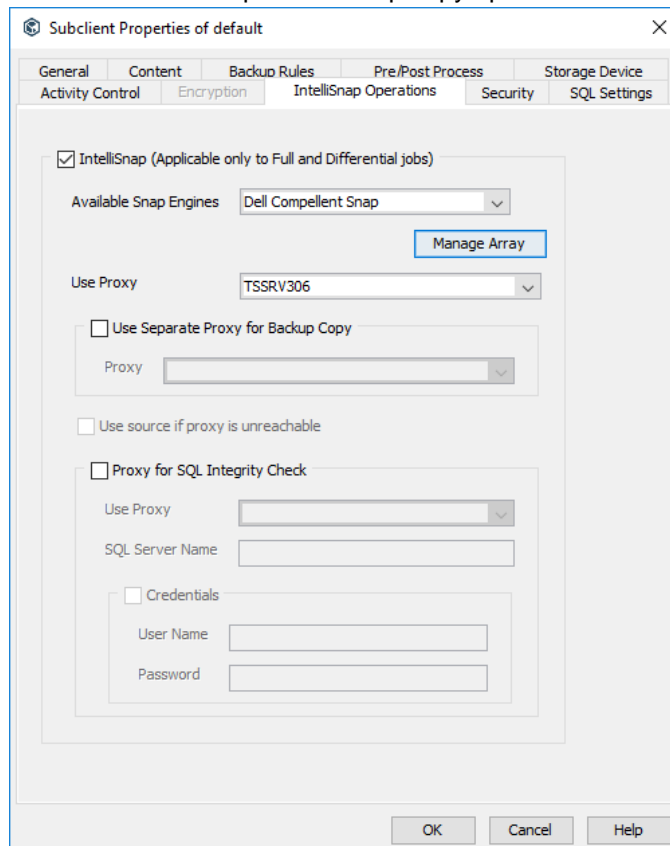 Subclient Properties of default
General Content Backup Rules Pre/Post Process Storage Device
Activity Control Encryption IntelliSnap Operations Security SQL Settings
IntelliSnap (Applicable only to Full and Differential jobs)
Available Snap Engines Dell Compellent Snap
Manage Array
Use Proxy TSSRV306
Use Separate Proxy for Backup Copy
Proxy
Use source if proxy is unreachable
Proxy for SQL Integrity Check
Use Proxy
SQL Server Name
Credentials
User Name
Password
OK Cancel Help